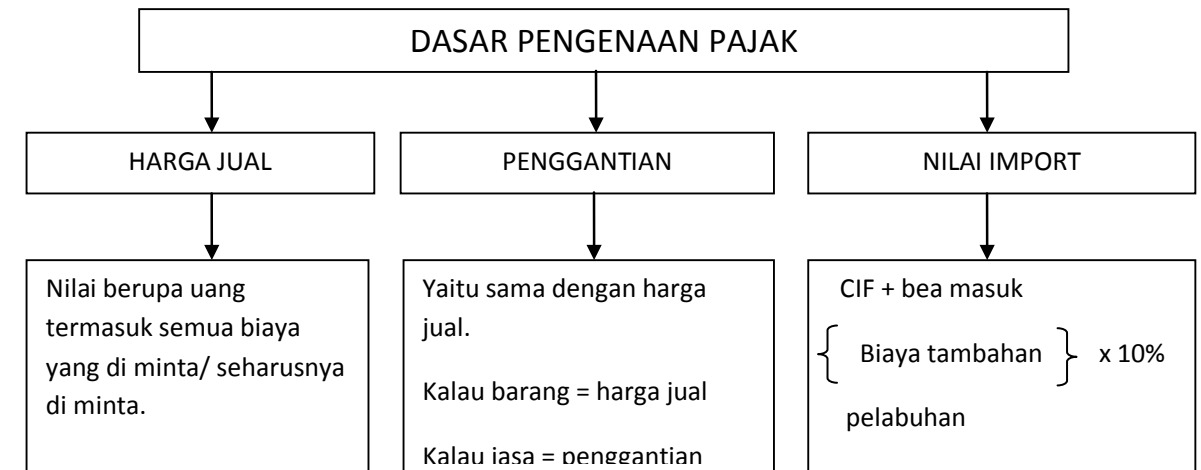 DASAR PENGENAAN PAJAK
HARGA JUAL
PENGGANTIAN
NILAI IMPORT
Nilai berupa uang
termasuk semua biaya
yang di minta/ seharusnya
di minta.
Yaitu sama dengan harga
jual.
Kalau barang = harga jual
Kalau jasa = penggantian
CIF + bea masuk
Biaya tambahan x 10%
pelabuhan